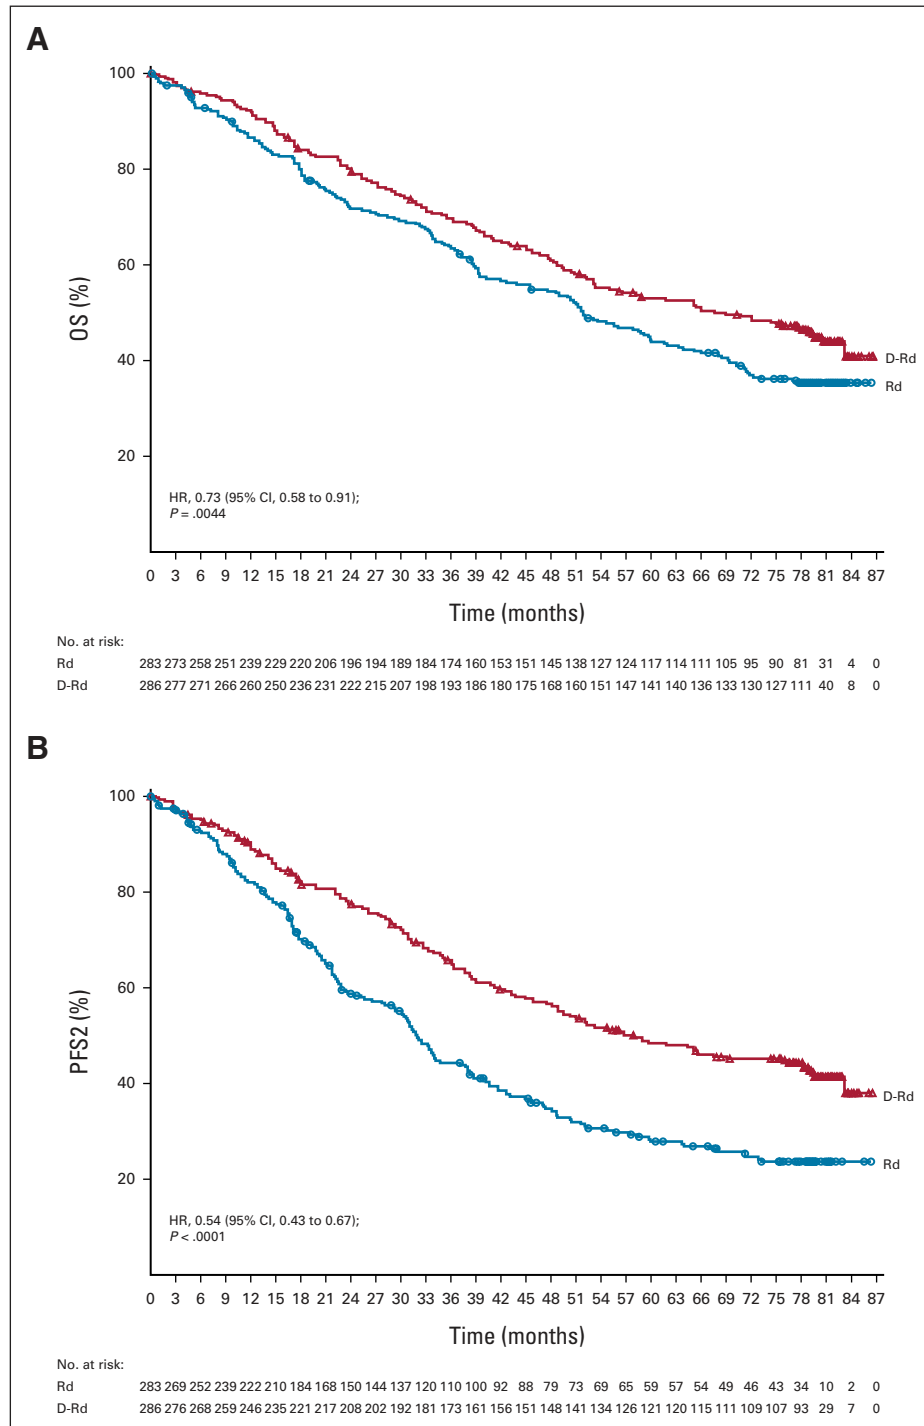 A
100
80
60
40
20
OS (%)
D-Rd
Rd
HR, 0.73 (95% CI, 0.58 to 0.91);
P = .0044
0 3 6 9 12 15 18 21 24 27 30 33 36 39 42 45 48 51 54 57 60 63 66 69 72 75 78 81 84 87
Time (months)
No. at risk:
Rd 283 273 258 251 239 229 220 206 196 194 189 184 174 160 153 151 145 138 127 124 117 114 111 105 95 90 81 31 4 0
D-Rd 286 277 271 266 260 250 236 231 222 215 207 198 193 186 180 175 168 160 151 147 141 140 136 133 130 127 111 40 8 0
B
100
80
60
40
20
PFS2 (%)
D-Rd
Rd
HR, 0.54 (95% CI, 0.43 to 0.67);
P < .0001
0 3 6 9 12 15 18 21 24 27 30 33 36 39 42 45 48 51 54 57 60 63 66 69 72 75 78 81 84 87
Time (months)
No. at risk:
Rd 283 269 252 239 222 210 184 168 150 144 137 120 110 100 92 88 79 73 69 65 59 57 54 49 46 43 34 10 2 0
D-Rd 286 276 268 259 246 235 221 217 208 202 192 181 173 161 156 151 148 141 134 126 121 120 115 111 109 107 93 29 7 0